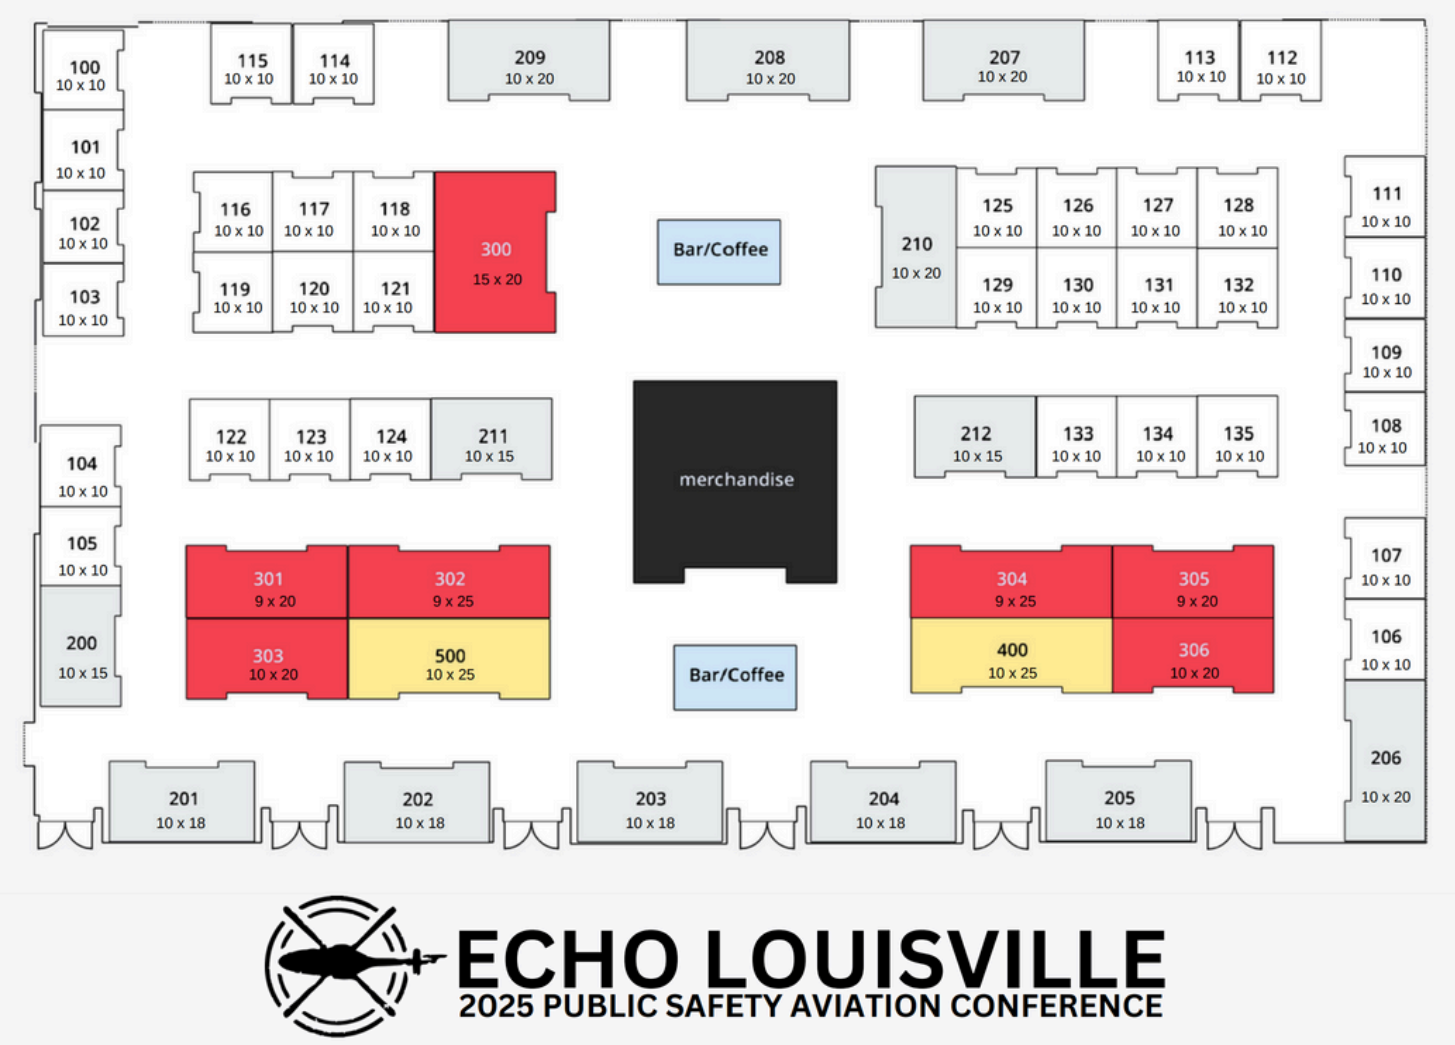 100
10 x 10
115
10 x 10
114
10 x 10
209
10 x 20
208
10 x 20
207
10 x 20
113
10 x 10
112
10 x 10
101
10 x 10
102
10 x 10
103
10 x 10
116
10 x 10
117
10 x 10
118
10 x 10
300
15 x 20
119
10 x 10
120
10 x 10
121
10 x 10
Bar/Coffee
210
10 x 20
125
10 x 10
126
10 x 10
127
10 x 10
128
10 x 10
129
10 x 10
130
10 x 10
131
10 x 10
132
10 x 10
111
10 x 10
110
10 x 10
109
10 x 10
108
10 x 10
104
10 x 10
105
10 x 10
200
10 x 15
122
10 x 10
123
10 x 10
124
10 x 10
211
10 x 15
merchandise
212
10 x 15
133
10 x 10
134
10 x 10
135
10 x 10
301
9 x 20
302
9 x 25
303
10 x 20
500
10 x 25
Bar/Coffee
304
9 x 25
305
9 x 20
400
10 x 25
306
10 x 20
107
10 x 10
106
10 x 10
206
10 x 20
201
10 x 18
202
10 x 18
203
10 x 18
204
10 x 18
205
10 x 18
ECHO LOUISVILLE
2025 PUBLIC SAFETY AVIATION CONFERENCE